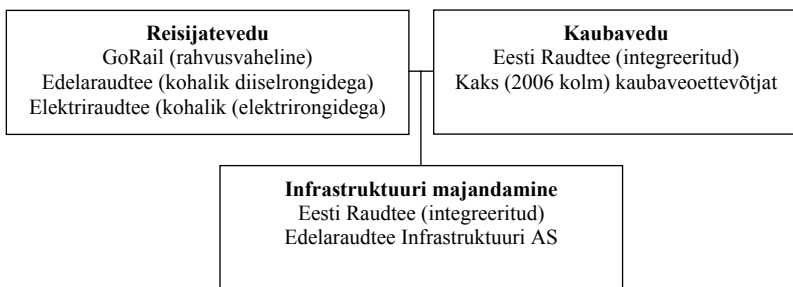 Reisijatevedu
GoRail (rahvusvaheline)
Edelaraudtee (kohalik diiselrongidega)
Elektriraudtee (kohalik (elektrirongidega)
Kaubavedu
Eesti Raudtee (integreeritud)
Kaks (2006 kolm) kaubaveoettevõtjat
Infrastruktuuri majandamine
Eesti Raudtee (integreeritud)
Edelaraudtee Infrastruktuuri AS